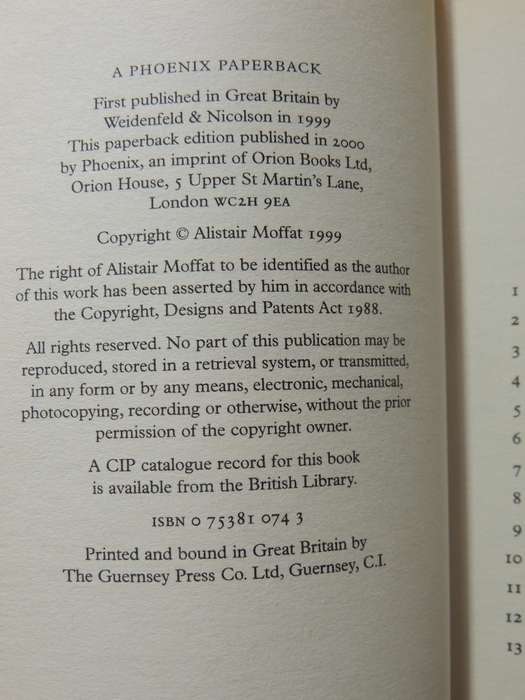 A PHOENIX PAPERBACK
First published in Great Britain by
Weidenfeld & Nicolson in 1999
This paperback edition published in 2000
by Phoenix, an imprint of Orion Books Ltd,
Orion House, 5 Upper St Martin's Lane,
London WC2H 9EA
Copyright © Alistair Moffat 1999
The right of Alistair Moffat to be identified as the author
of this work has been asserted by him in accordance with
the Copyright, Designs and Patents Act 1988.
All rights reserved. No part of this publication may be
reproduced, stored in a retrieval system, or transmitted,
in any form or by any means, electronic, mechanical,
photocopying, recording or otherwise, without the prior
permission of the copyright owner.
A CIP catalogue record for this book
is available from the British Library.
ISBN 0 75381 074 3
Printed and bound in Great Britain by
The Guernsey Press Co. Ltd, Guernsey, C.I.
1
2
3
4
5
6
7
8
9
10
11
12
13